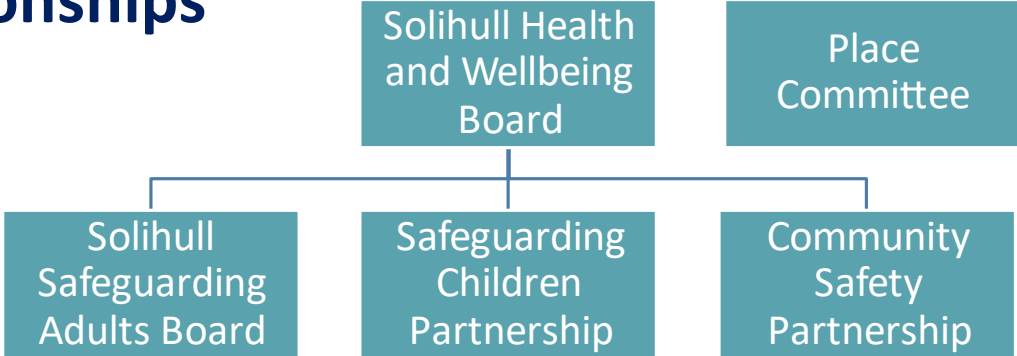 onships
Solihull Health
and Wellbeing
Board
Place
Committee
Solihull
Safeguarding
Adults Board
Safeguarding
Children
Partnership
Community
Safety
Partnership